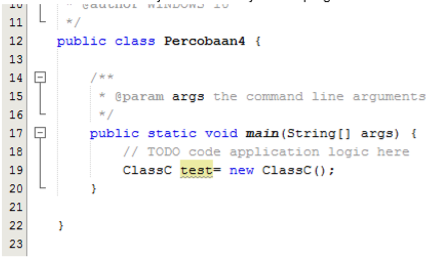 10 * @author WINDOWS 10
11 */
12 public class Percobaan4 {
13
14 /**
15 * @param args the command line arguments
16 */
17 public static void main(String[] args) {
18 // TODO code application logic here
19 ClassC test= new ClassC();
20 }
21
22 }
23